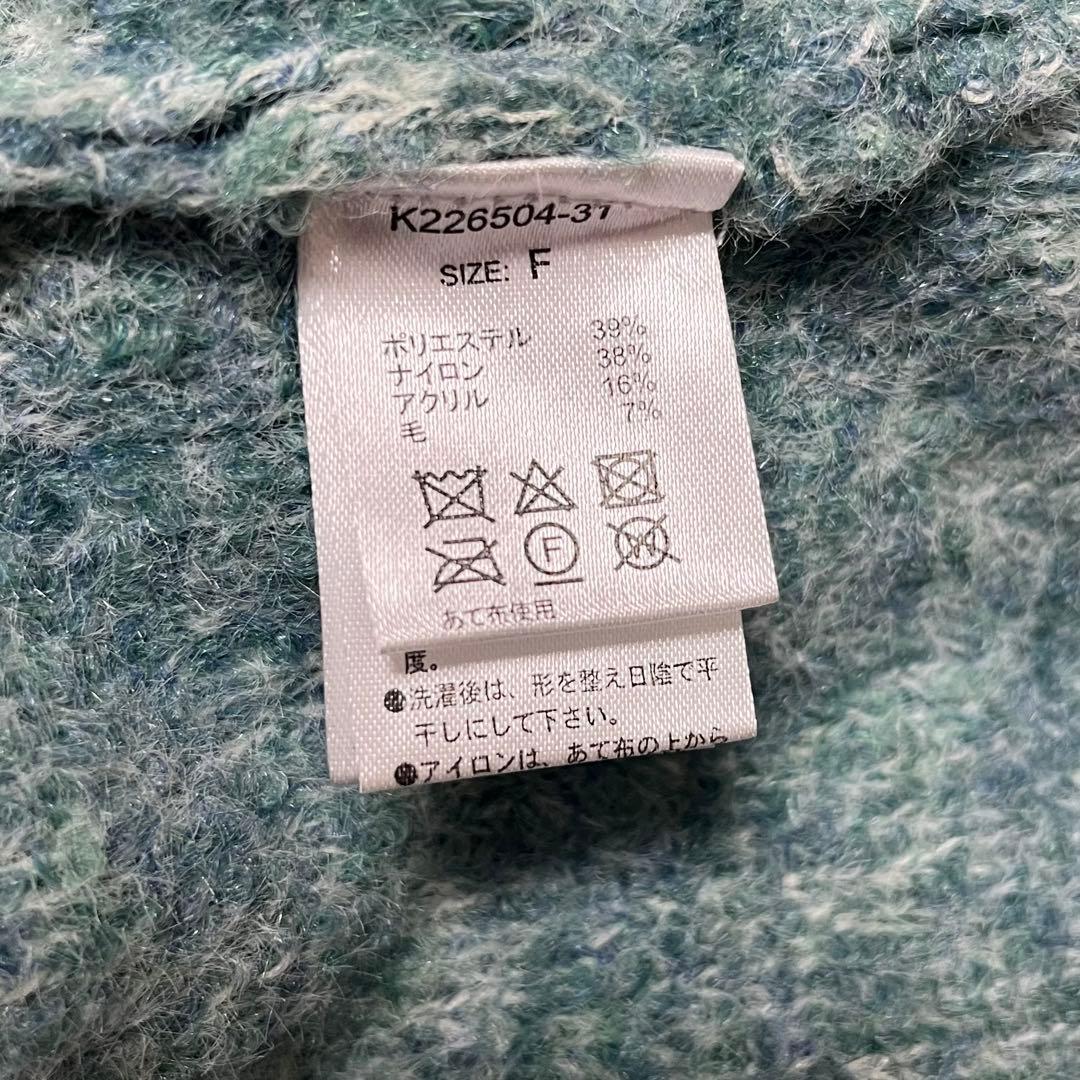 K226504-31
SIZE: F
ポリエステル 39%
ナイロン 38%
アクリル 16%
毛 7%
F
W
あて布使用
度。
●洗濯後は、形を整え日陰で平
干しにして下さい。
●アイロンは、あて布の上から